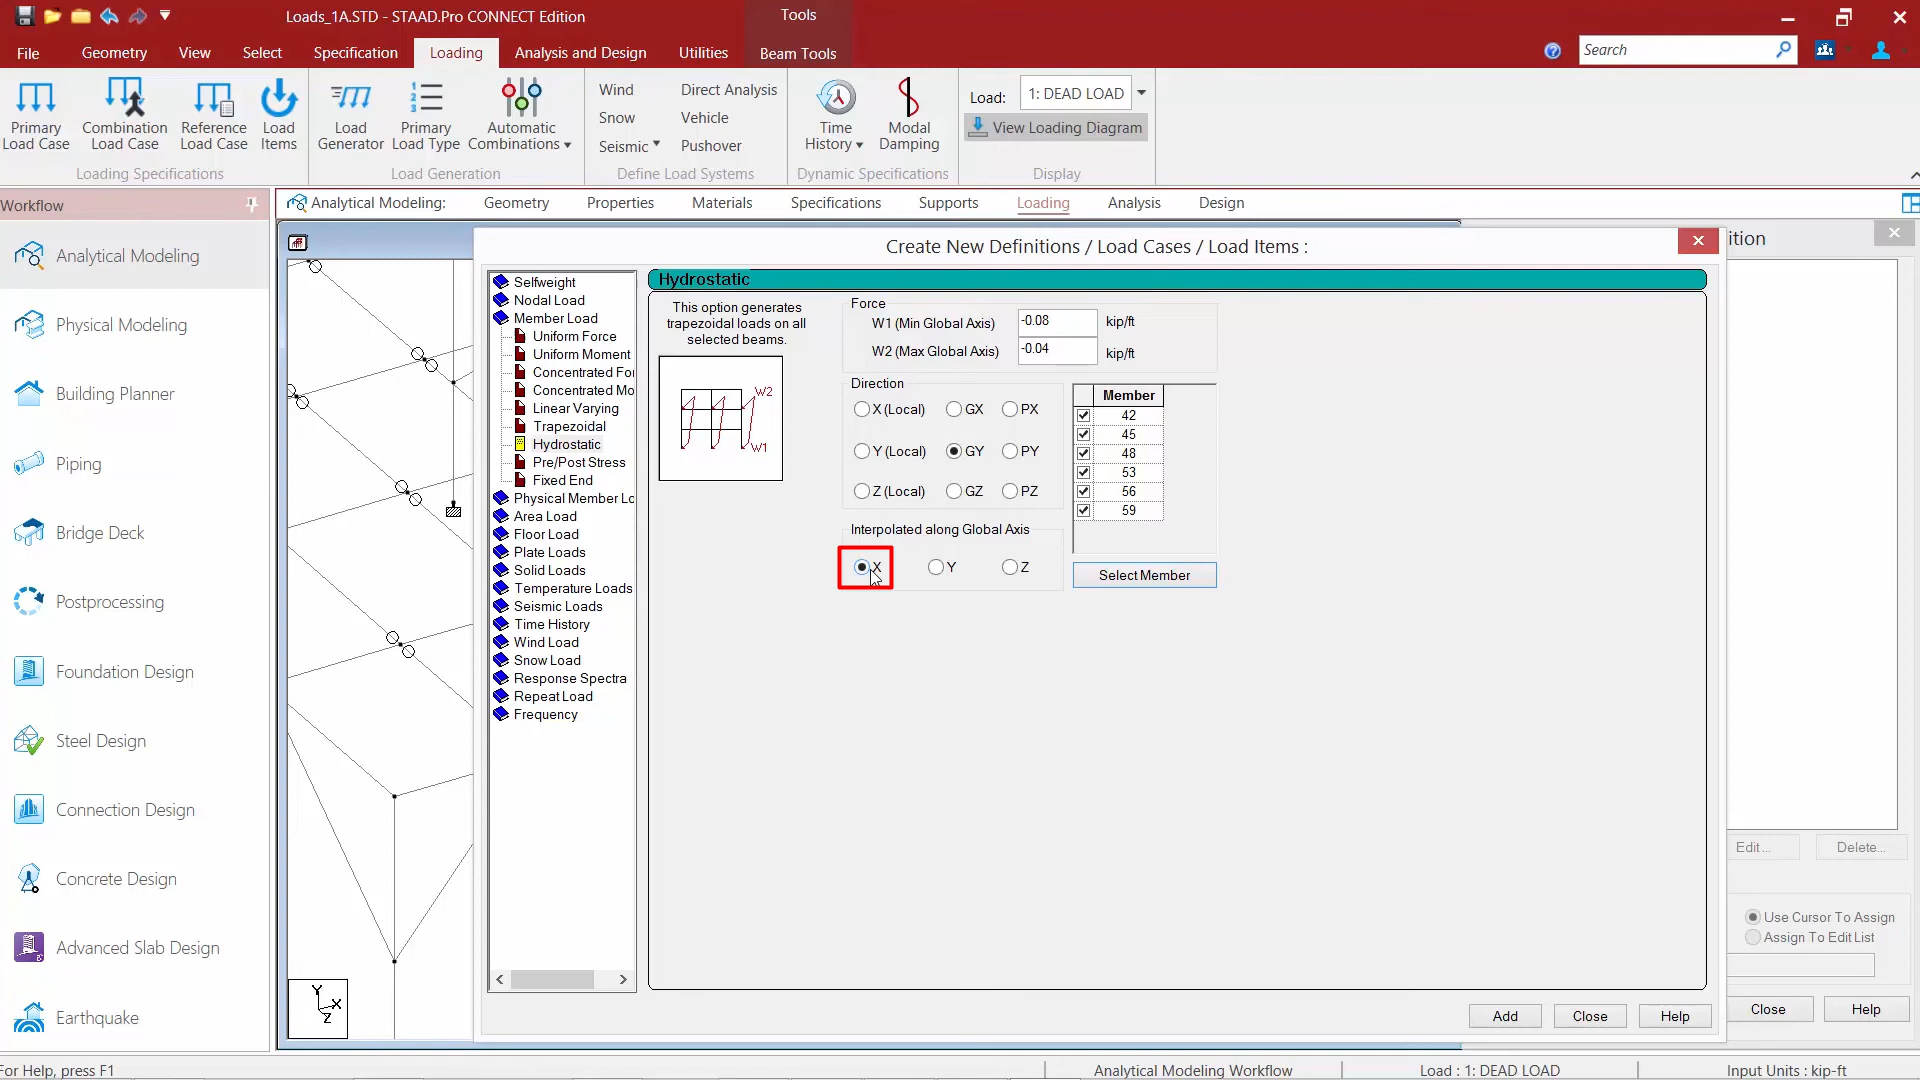 Loads_1A.STD - STAAD.Pro CONNECT Edition
Tools
File
Geometry
View
Select
Specification
Loading
Analysis and Design
Utilities
Beam Tools
Search
Primary
Load Case
Combination
Load Case
Reference
Load Case
Load
Items
Loading Specifications
Load
Generator
Primary
Load Type
Automatic
Combinations
Load Generation
Wind
Snow
Seismic
Direct Analysis
Vehicle
Pushover
Define Load Systems
Time
History
Modal
Damping
Dynamic Specifications
Load:
1: DEAD LOAD
View Loading Diagram
Display
Workflow
Analytical Modeling
Physical Modeling
Building Planner
Piping
Bridge Deck
Postprocessing
Foundation Design
Steel Design
Connection Design
Concrete Design
Advanced Slab Design
Earthquake
Analytical Modeling:
Geometry
Properties
Materials
Specifications
Supports
Loading
Analysis
Design
Create New Definitions / Load Cases / Load Items :
Selfweight
Nodal Load
Member Load
Uniform Force
Uniform Moment
Concentrated For
Concentrated Mo
Linear Varying
Trapezoidal
Hydrostatic
Pre/Post Stress
Fixed End
Physical Member Lo
Area Load
Floor Load
Plate Loads
Solid Loads
Temperature Loads
Seismic Loads
Time History
Wind Load
Snow Load
Response Spectra
Repeat Load
Frequency
Hydrostatic
This option generates
trapezoidal loads on all
selected beams.
W2
W1
Force
W1 (Min Global Axis)
-0.08
kip/ft
W2 (Max Global Axis)
-0.04
kip/ft
Direction
X (Local)
GX
PX
Y (Local)
GY
PY
Z (Local)
GZ
PZ
Interpolated along Global Axis
X
Y
Z
Member
42
45
48
53
56
59
Select Member
Add
Close
Help
ition
Edit...
Delete...
Use Cursor To Assign
Assign To Edit List
Close
Help
Y
X
Z
For Help, press F1
Analytical Modeling Workflow
Load : 1: DEAD LOAD
Input Units : kip-ft